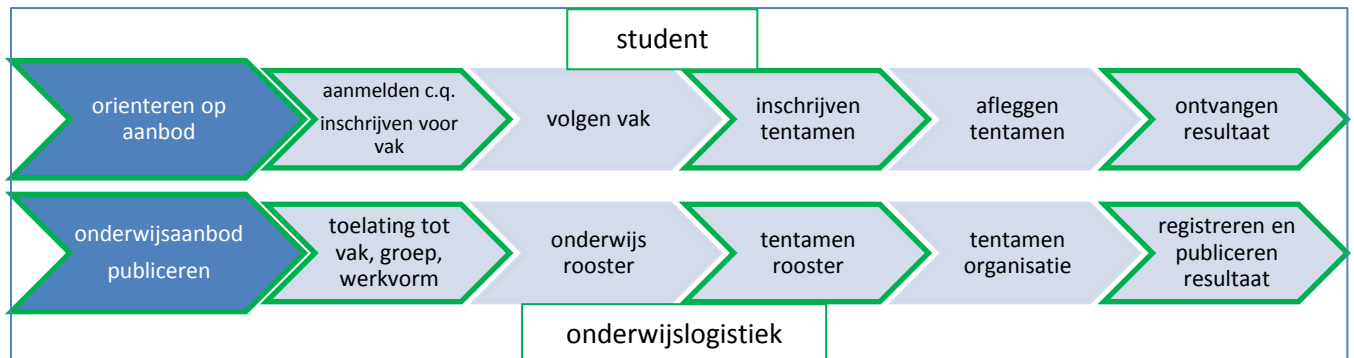 student
orienteren op
aanbod
aanmelden c.q.
inschrijven voor
vak
volgen vak
inschrijven
tentamen
afleggen
tentamen
ontvangen
resultaat
onderwijsaanbod
publiceren
toelating tot
vak, groep,
werkvorm
onderwijs
rooster
tentamen
rooster
tentamen
organisatie
registreren en
publiceren
resultaat
onderwijslogistiek